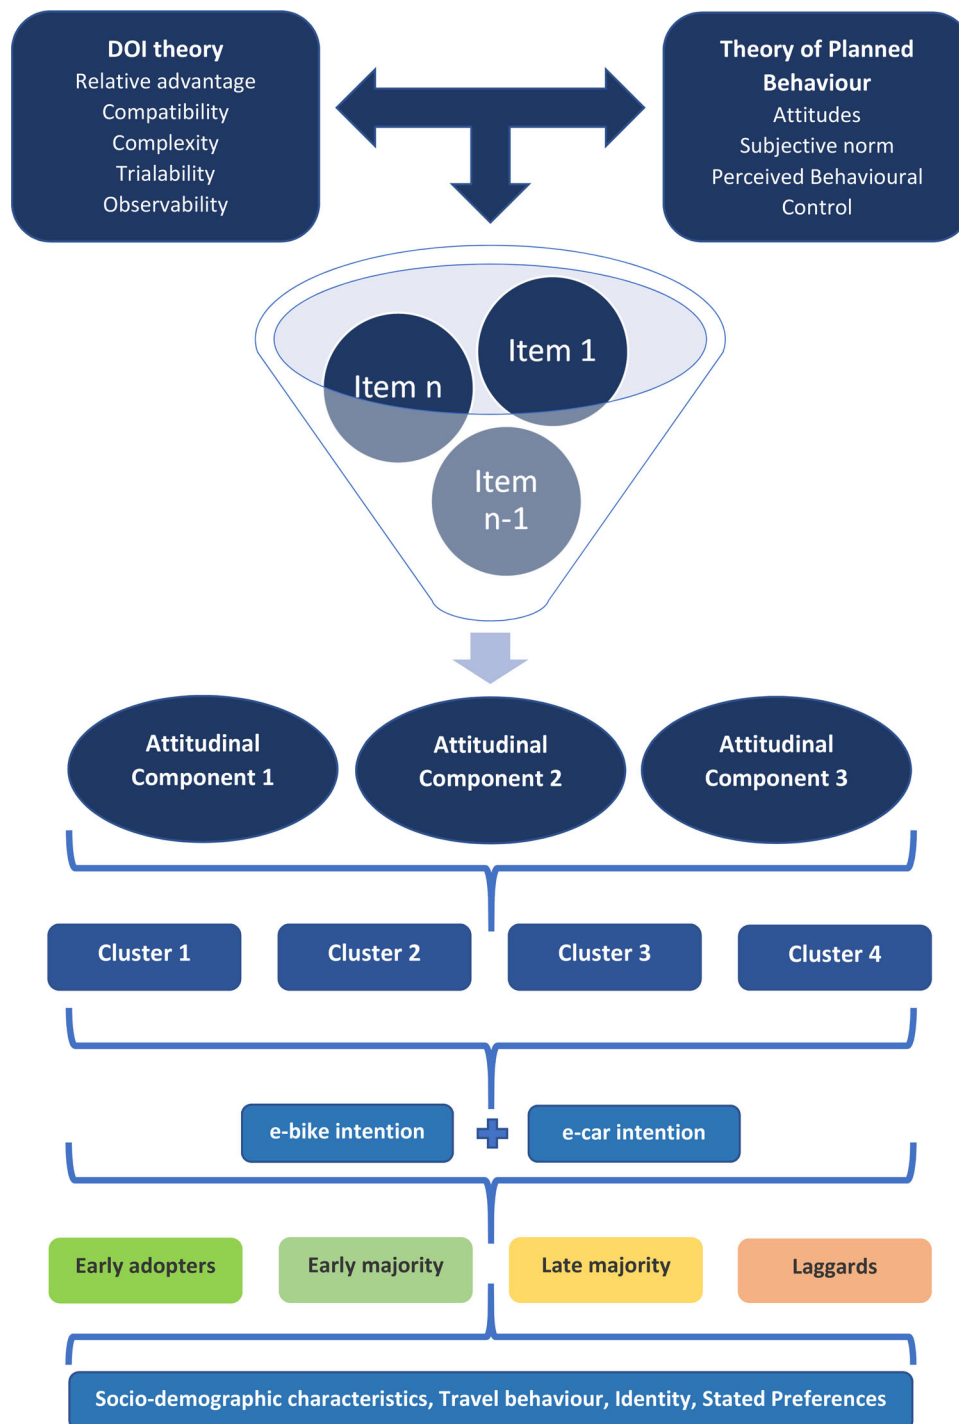 DOI theory
Relative advantage
Compatibility
Complexity
Trialability
Observability
Theory of Planned
Behaviour
Attitudes
Subjective norm
Perceived Behavioural
Control
Item 1
Item n
Item
n-1
Attitudinal
Component 1
Attitudinal
Component 2
Attitudinal
Component 3
Cluster 1
Cluster 2
Cluster 3
Cluster 4
e-bike intention
e-car intention
Early adopters
Early majority
Late majority
Laggards
Socio-demographic characteristics, Travel behaviour, Identity, Stated Preferences